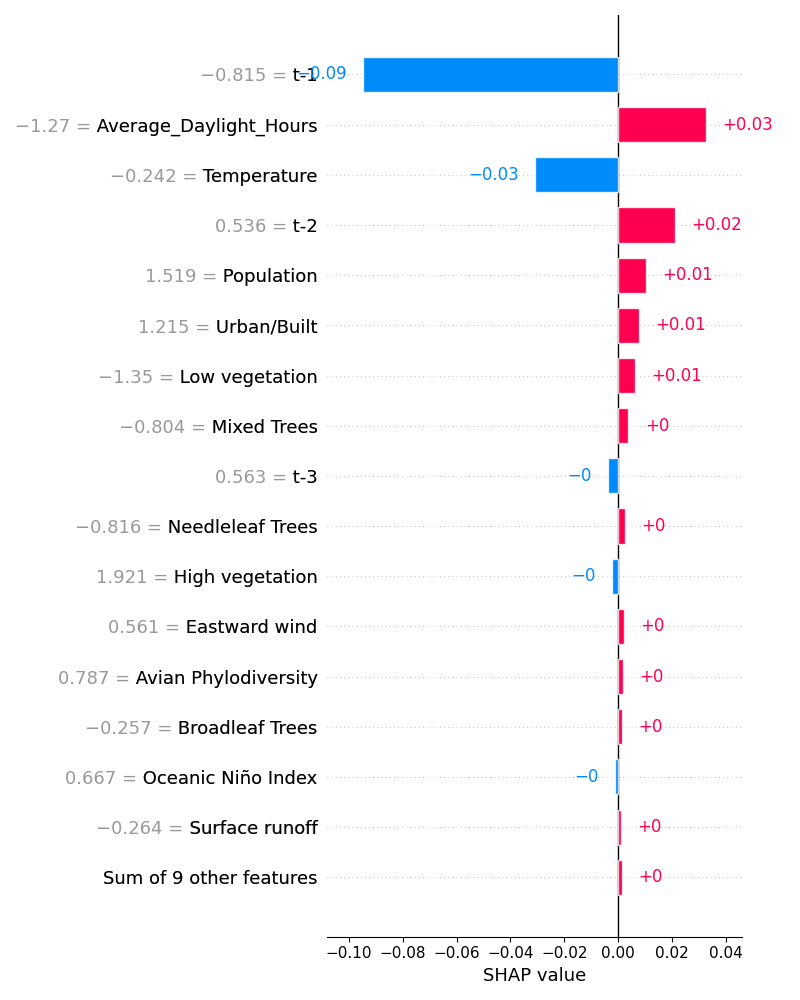 −0.815 = t-1 −0.09
−1.27 = Average_Daylight_Hours +0.03
−0.242 = Temperature −0.03
0.536 = t-2 +0.02
1.519 = Population +0.01
1.215 = Urban/Built +0.01
−1.35 = Low vegetation +0.01
−0.804 = Mixed Trees +0
0.563 = t-3 −0
−0.816 = Needleleaf Trees +0
1.921 = High vegetation −0
0.561 = Eastward wind +0
0.787 = Avian Phylodiversity +0
−0.257 = Broadleaf Trees +0
0.667 = Oceanic Niño Index −0
−0.264 = Surface runoff +0
Sum of 9 other features +0
−0.10 −0.08 −0.06 −0.04 −0.02 0.00 0.02 0.04
SHAP value